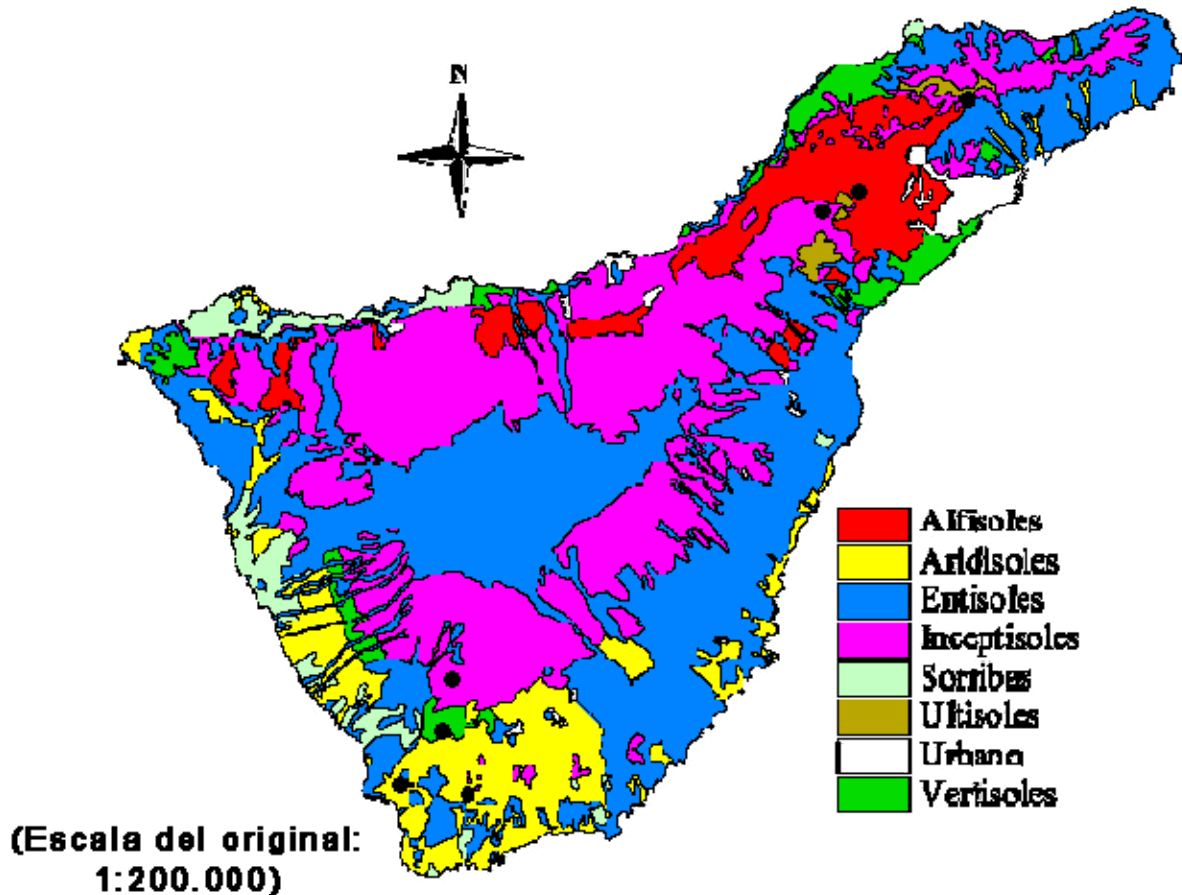 N
Alfisoles
Aridisoles
Entisoles
Inceptisoles
Sorribas
Ultisoles
Urbano
Vertisoles
(Escala del original:
1:200.000)